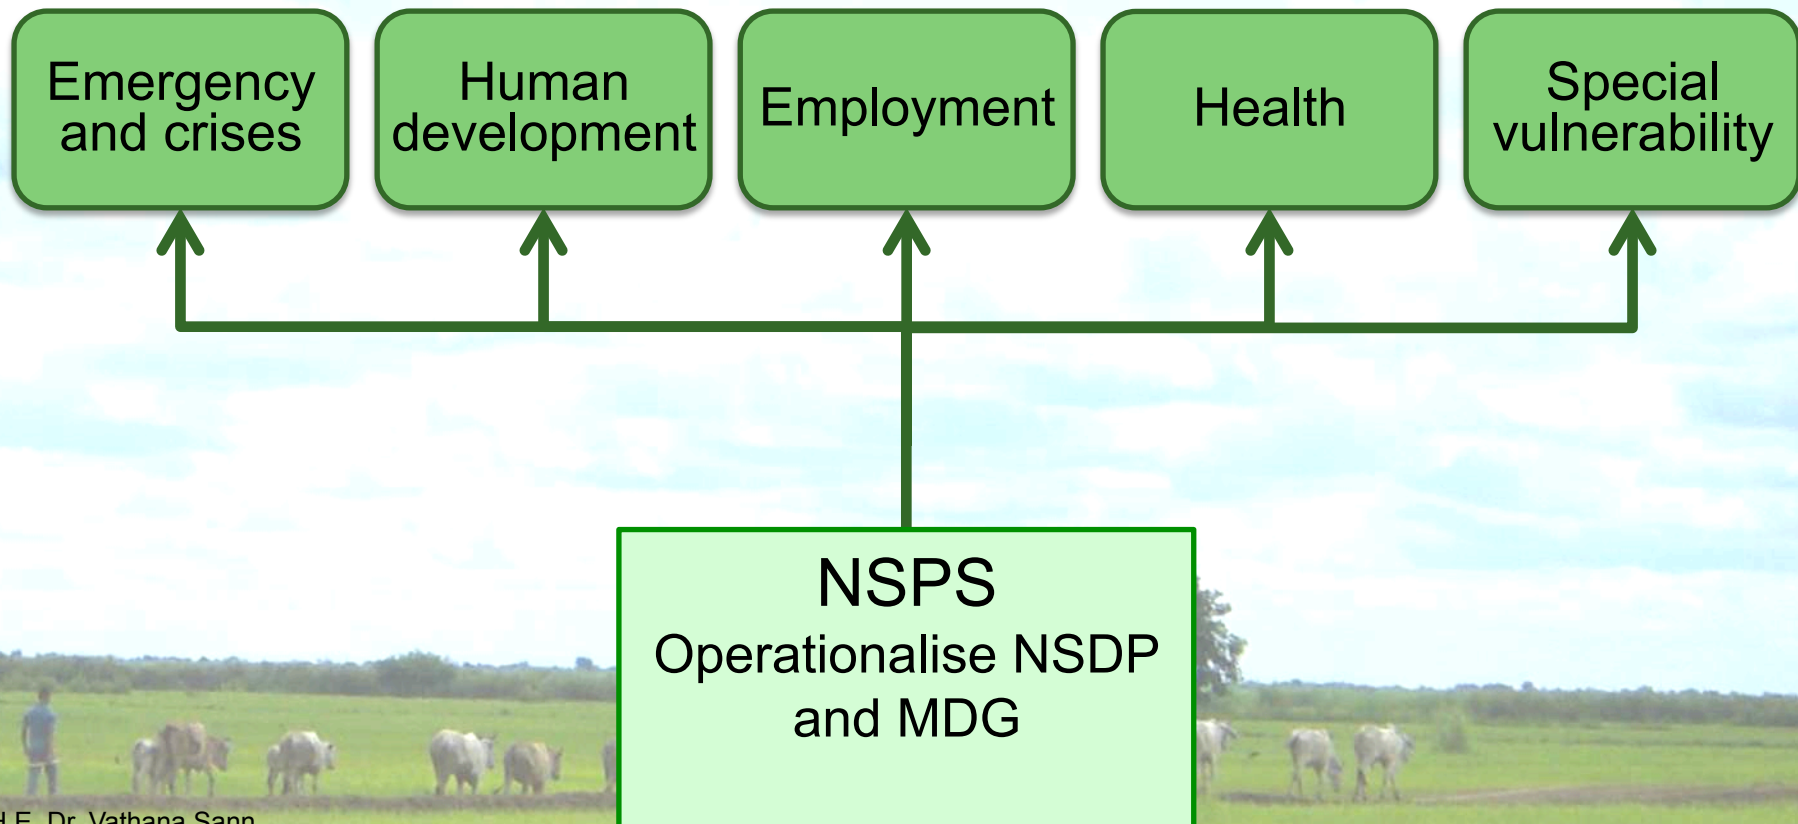 Emergency
and crises
Human
development
Employment
Health
Special
vulnerability
NSPS
Operationalise NSDP
and MDG
H.E. Dr. Vathana Sann